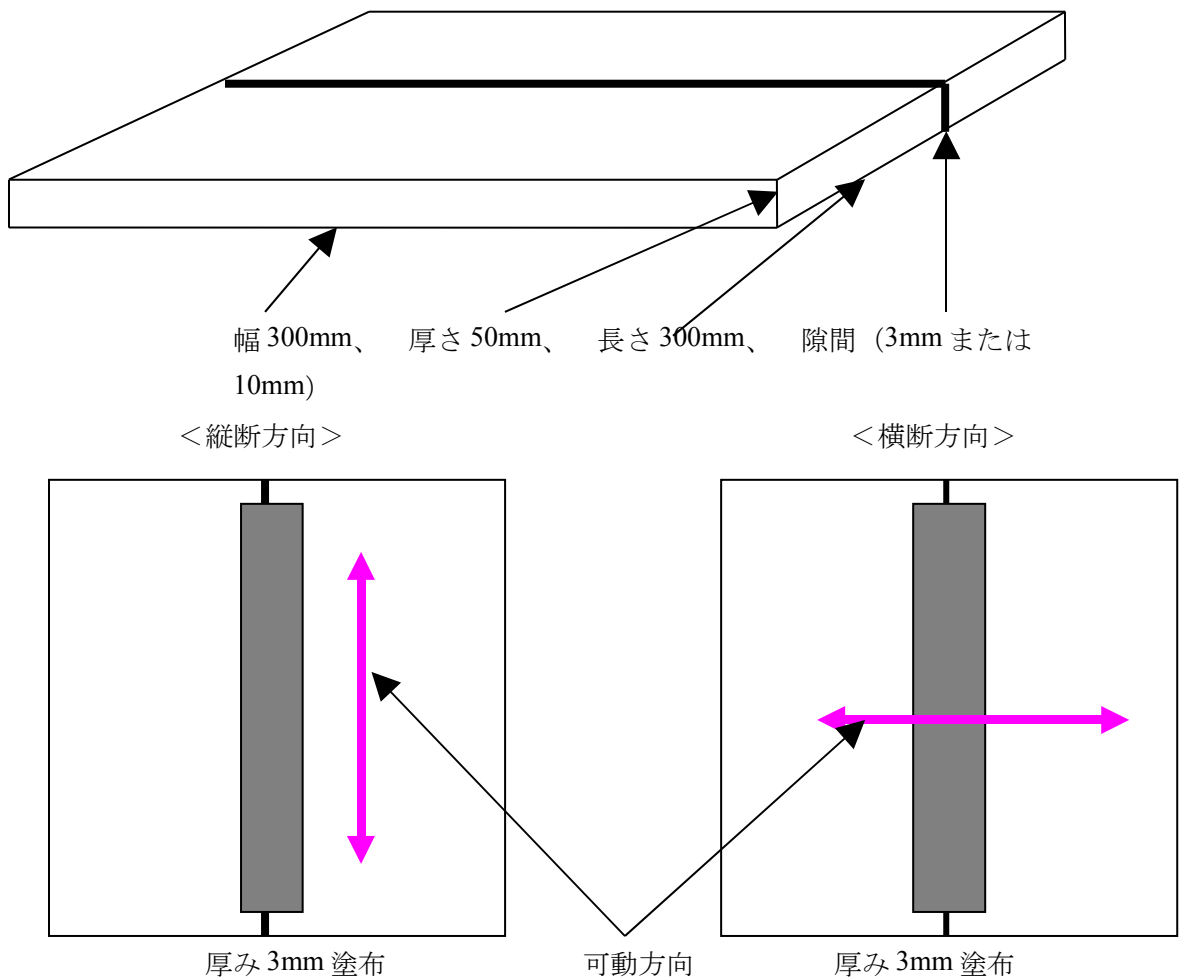 幅 300mm、 厚さ 50mm、 長さ 300mm、 隙間（3mm または
10mm）
＜縦断方向＞ ＜横断方向＞
厚み 3mm 塗布 可動方向 厚み 3mm 塗布